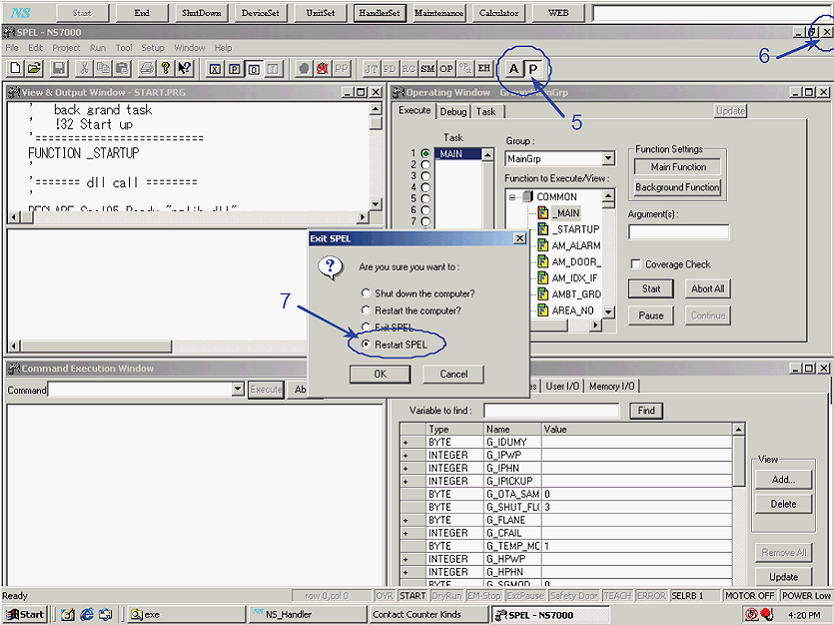 NS Start End ShutDown DeviceSet UnitSet HandlerSet Maintenance Calculator WEB
SPEL - NS7000
6
File Edit Project Run Tool Setup Window Help
X P PP JT PD RC SM OP EH A P
5
View & Output Window - START.PRG
' back grand task
' !32 Start up
'==========================
FUNCTION _STARTUP
'
'======= dll call ========
'
Operating Window
Execute Debug Task
Update
Task
1 _MAIN
2
3
4
5
6
7
Group :
MainGrp
Function to Execute/View :
COMMON
_MAIN
_STARTUP
AM_ALARM
AM_DOOR_
AM_IDX_IF
AMBT_GRD
AREA_NO
Function Settings
Main Function
Background Function
Argument(s) :
Coverage Check
Start Abort All
Pause Continue
Exit SPEL
Are you sure you want to :
Shut down the computer?
Restart the computer?
Exit SPEL
7
Restart SPEL
OK Cancel
Command Execution Window
Command Execute Ab
User I/O Memory I/O
Variable to find : Find
Type Name Value
+ BYTE G_IDUMY
+ INTEGER G_IPWP
+ INTEGER G_IPHN
+ INTEGER G_IPICKUP
BYTE G_OTA_SAM 0
BYTE G_SHUT_FL( 3
+ INTEGER G_FLANE
+ INTEGER G_CFAIL
BYTE G_TEMP_MC 1
+ INTEGER G_HPWP
+ INTEGER G_HPHN
BYTE G_SGMOD 0
View
Add...
Delete
Remove All
Update
Ready row 0,col 0 OVR START DryRun EM-Stop ExtPause Safety Door TEACH ERROR SELRB 1 MOTOR OFF POWER Low
Start exe NS_Handler Contact Counter Kinds SPEL - NS7000 4:20 PM